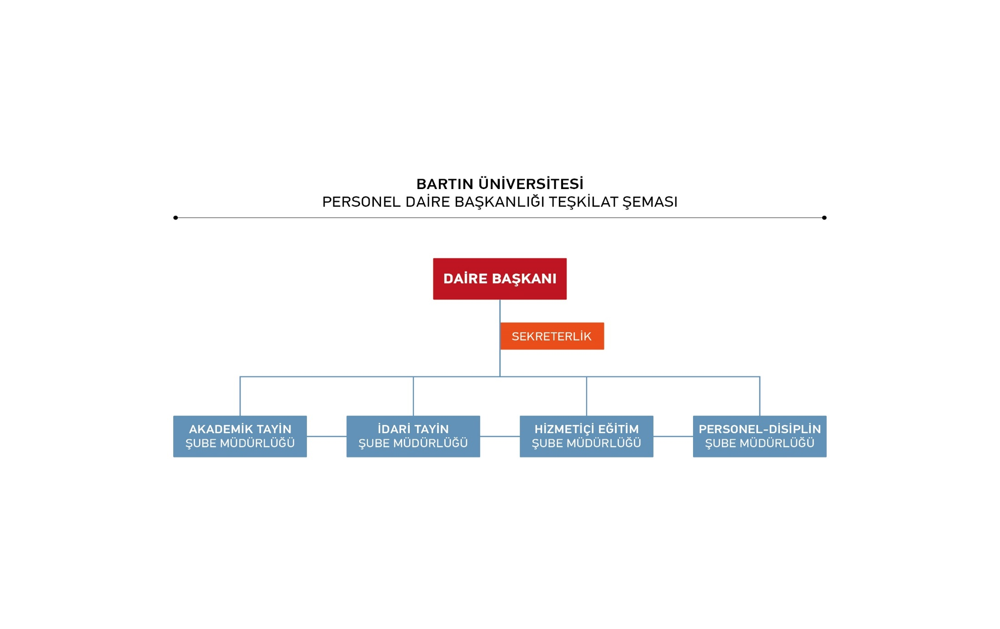 BARTIN ÜNİVERSİTESİ
PERSONEL DAİRE BAŞKANLIĞI TEŞKİLAT ŞEMASI
DAİRE BAŞKANI
SEKRETERLİK
AKADEMİK TAYİN
ŞUBE MÜDÜRLÜĞÜ
İDARİ TAYİN
ŞUBE MÜDÜRLÜĞÜ
HİZMETİÇİ EĞİTİM
ŞUBE MÜDÜRLÜĞÜ
PERSONEL-DİSİPLİN
ŞUBE MÜDÜRLÜĞÜ